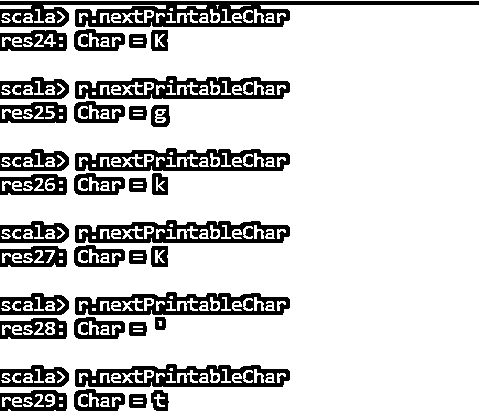 scala> r.nextPrintableChar
res24: Char = K
scala> r.nextPrintableChar
res25: Char = g
scala> r.nextPrintableChar
res26: Char = k
scala> r.nextPrintableChar
res27: Char = K
scala> r.nextPrintableChar
res28: Char =
scala> r.nextPrintableChar
res29: Char = t